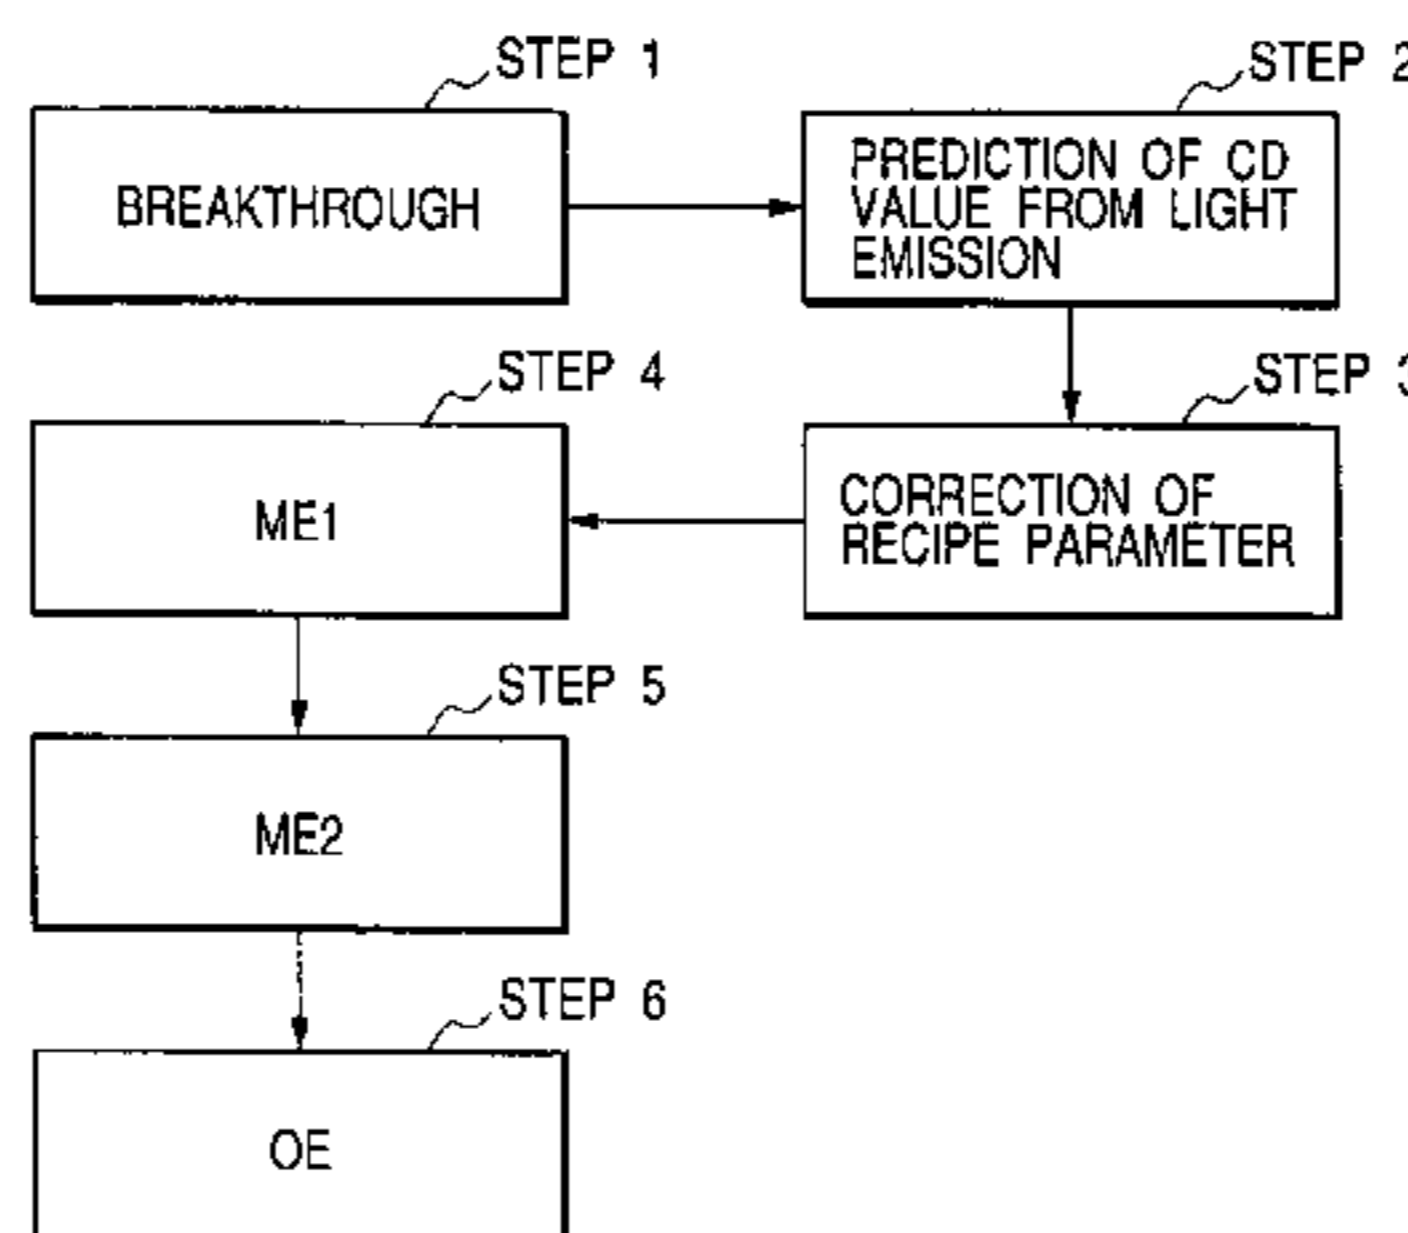 STEP 1
BREAKTHROUGH
STEP 2
PREDICTION OF CD
VALUE FROM LIGHT
EMISSION
STEP 3
CORRECTION OF
RECIPE PARAMETER
STEP 4
ME1
STEP 5
ME2
STEP 6
OE